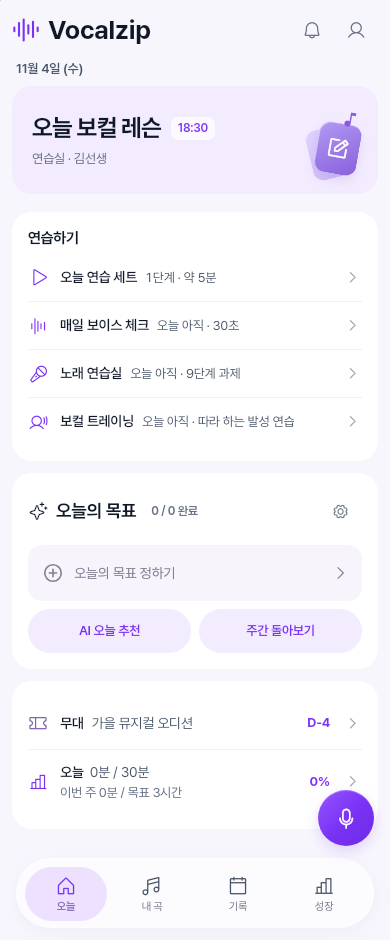 Vocalzip
11월 4일 (수)
오늘 보컬 레슨 18:30
연습실 · 김선생
연습하기
오늘 연습 세트 1단계 · 약 5분
매일 보이스 체크 오늘 아직 · 30초
노래 연습실 오늘 아직 · 9단계 과제
보컬 트레이닝 오늘 아직 · 따라 하는 발성 연습
오늘의 목표 0 / 0 완료
오늘의 목표 정하기
AI 오늘 추천 주간 돌아보기
무대 가을 뮤지컬 오디션 D-4
오늘 0분 / 30분 0%
이번 주 0분 / 목표 3시간
오늘 내 곡 기록 성장